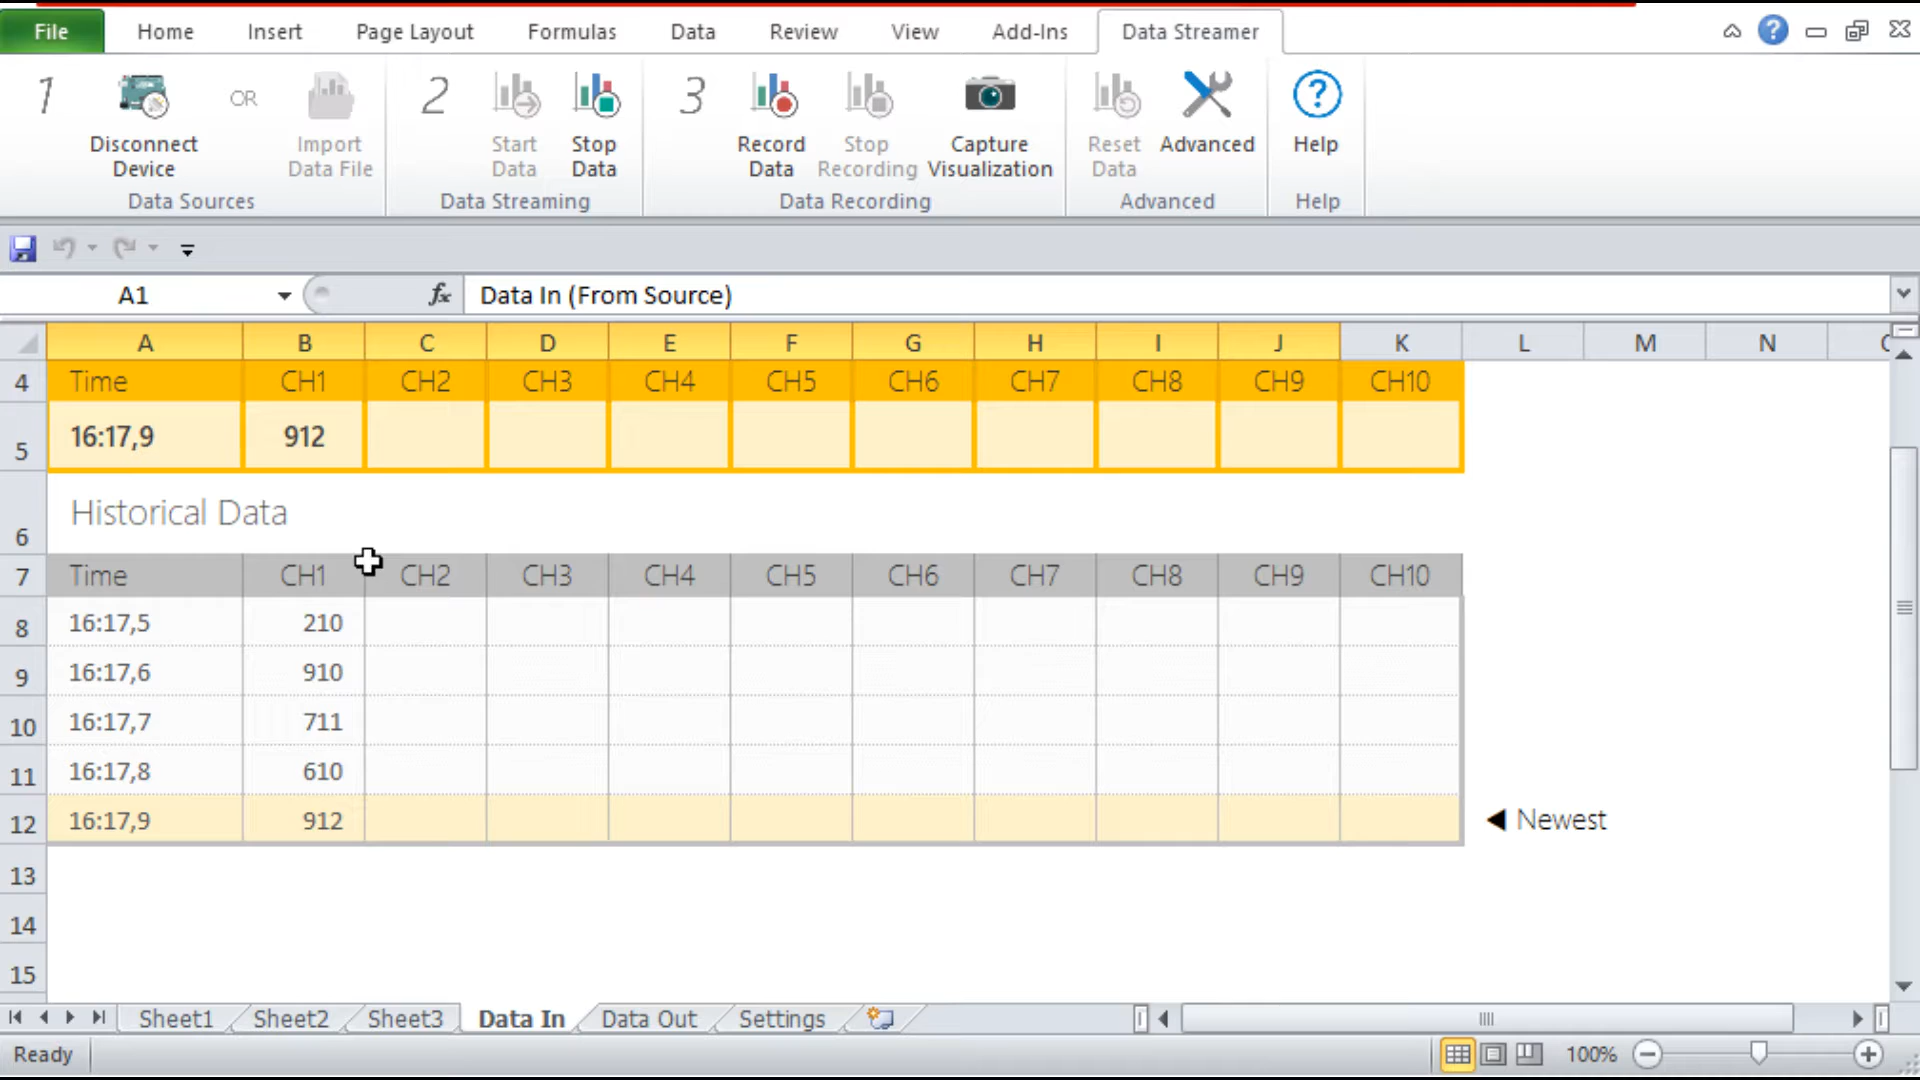 File Home Insert Page Layout Formulas Data Review View Add-Ins Data Streamer
1 Disconnect Device OR Import Data File 2 Start Data Stop Data 3 Record Data Stop Recording Capture Visualization Reset Data Advanced Help
Data Sources Data Streaming Data Recording Advanced Help
A1 fx Data In (From Source)
A B C D E F G H I J K L M N
4 Time CH1 CH2 CH3 CH4 CH5 CH6 CH7 CH8 CH9 CH10
5 16:17,9 912
6 Historical Data
7 Time CH1 CH2 CH3 CH4 CH5 CH6 CH7 CH8 CH9 CH10
8 16:17,5 210
9 16:17,6 910
10 16:17,7 711
11 16:17,8 610
12 16:17,9 912 ◄ Newest
13
14
15
Sheet1 Sheet2 Sheet3 Data In Data Out Settings
Ready 100%